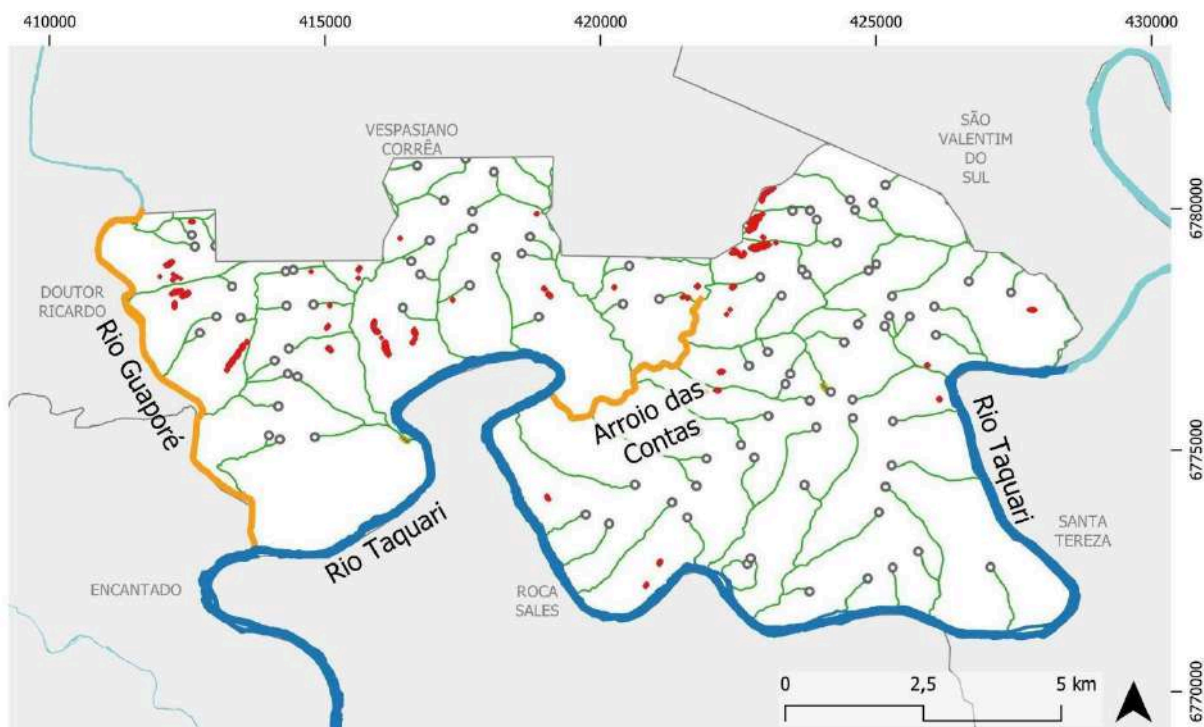 410000
415000
420000
425000
430000
VESPASIANO
CORRÊA
SÃO
VALENTIM
DO
SUL
6780000
DOUTOR
RICARDO
Rio Guaporé
Arroio das
Contas
Rio Taquari
6775000
Rio Taquari
SANTA
TEREZA
ENCANTADO
ROCA
SALES
0 2,5 5 km
6770000